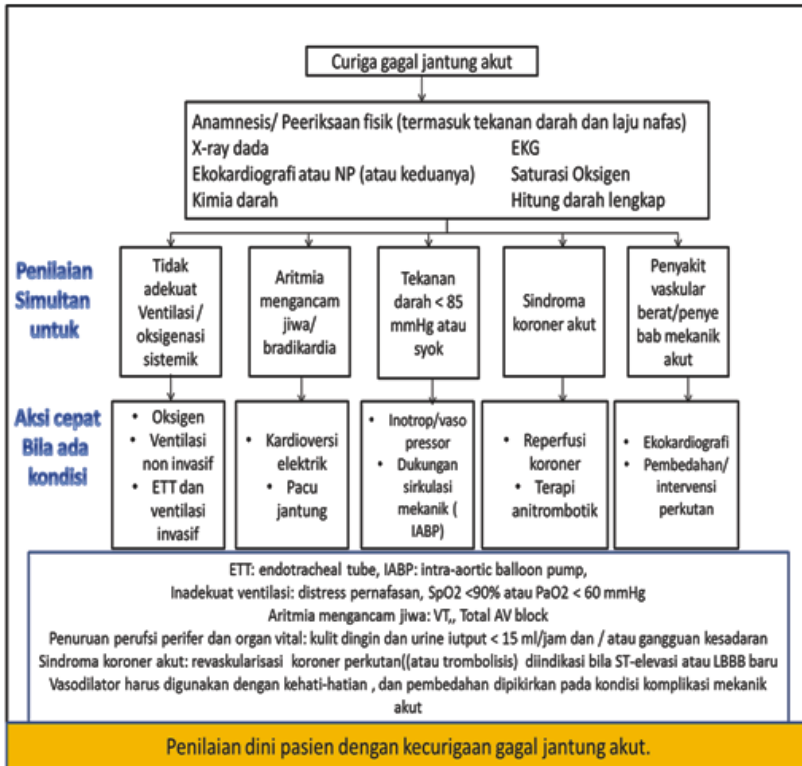 Curiga gagal jantung akut
Anamnesis/ Peeriksaan fisik (termasuk tekanan darah dan laju nafas)
X-ray dada
EKG
Ekokardiografi atau NP (atau keduanya)
Saturasi Oksigen
Kimia darah
Hitung darah lengkap
Penilaian
Simultan
untuk
Tidak
adekuat
Ventilasi/
oksigenasi
sistemik
Aritmia
mengancam
jiwa/
bradikardia
Tekanan
darah < 85
mmHg atau
syok
Sindroma
koroner akut
Penyakit
vaskular
berat/penye
bab mekanik
akut
Aksi cepat
Bila ada
kondisi
• Oksigen
• Ventilasi
non invasif
• ETT dan
ventilasi
invasif
• Kardioversi
elektrik
• Pacu
jantung
• Inotrop/vaso
pressor
• Dukungan
sirkulasi
mekanik (
IABP)
• Reperfusi
koroner
• Terapi
anitrombotik
• Ekokardiografi
• Pembedahan/
intervensi
perkutan
ETT: endotracheal tube, IABP: intra-aortic balloon pump,
Inadekuat ventilasi: distress pernafasan, SpO2 <90% atau PaO2 < 60 mmHg
Aritmia mengancam jiwa: VT,, Total AV block
Penuruan perufsi perifer dan organ vital: kulit dingin dan urine iutput < 15 ml/jam dan / atau gangguan kesadaran
Sindroma koroner akut: revaskularisasi koroner perkutan((atau trombolisis) diindikasi bila ST-elevasi atau LBBB baru
Vasodilator harus digunakan dengan kehati-hatian , dan pembedahan dipikirkan pada kondisi komplikasi mekanik
akut
Penilaian dini pasien dengan kecurigaan gagal jantung akut.